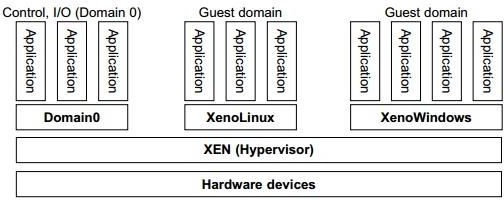 Control, I/O (Domain 0)
Guest domain
Guest domain
Application
Application
Application
Application
Application
Application
Application
Application
Application
Application
Domain0
XenoLinux
XenoWindows
XEN (Hypervisor)
Hardware devices